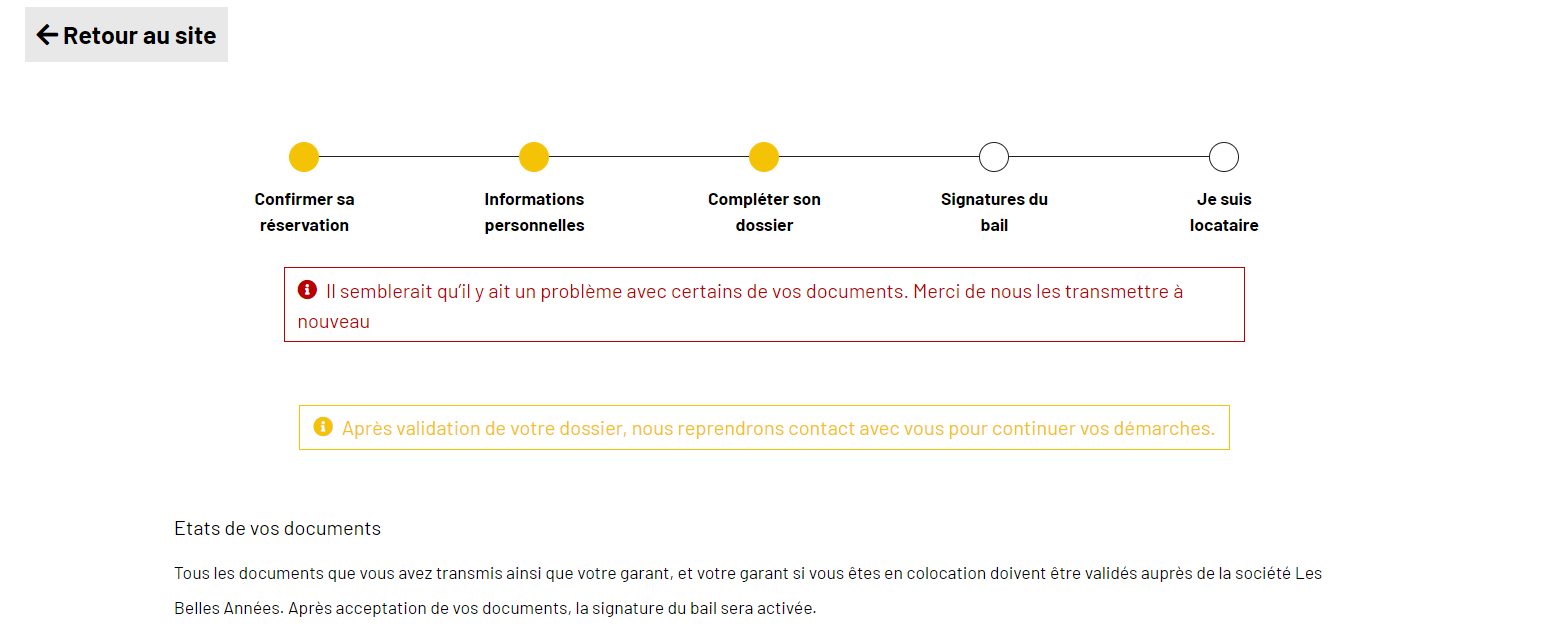 Retour au site
Confirmer sa réservation
Informations personnelles
Compléter son dossier
Signatures du bail
Je suis locataire
Il semblerait qu'il y ait un problème avec certains de vos documents. Merci de nous les transmettre à
nouveau
Après validation de votre dossier, nous reprendrons contact avec vous pour continuer vos démarches.
Etats de vos documents
Tous les documents que vous avez transmis ainsi que votre garant, et votre garant si vous êtes en colocation doivent être validés auprès de la société Les
Belles Années. Après acceptation de vos documents, la signature du bail sera activée.